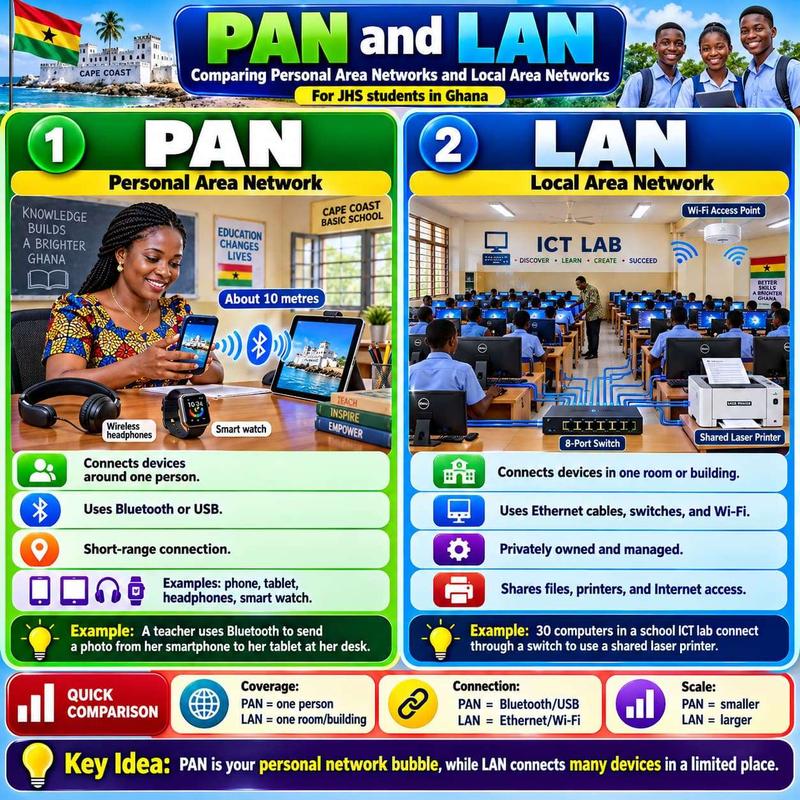 CAPE COAST
PAN and LAN
Comparing Personal Area Networks and Local Area Networks
For JHS students in Ghana
1 PAN
Personal Area Network
KNOWLEDGE
BUILDS
A BRIGHTER
GHANA
EDUCATION
CHANGES
LIVES
CAPE COAST
BASIC SCHOOL
About 10 metres
10:34
Wireless
headphones
Smart watch
TEACH
INSPIRE
EMPOWER
Connects devices
around one person.
Uses Bluetooth or USB.
Short-range connection.
Examples: phone, tablet,
headphones, smart watch.
Example: A teacher uses Bluetooth to send
a photo from her smartphone to her tablet at her desk.
2 LAN
Local Area Network
Wi-Fi Access Point
ICT LAB
• DISCOVER • LEARN • CREATE • SUCCEED
BETTER
SKILLS
A BRIGHTER
GHANA
DELL
DELL
DELL
LASER PRINTER
8-Port Switch
Shared Laser Printer
Connects devices in one room or building.
Uses Ethernet cables, switches, and Wi-Fi.
Privately owned and managed.
Shares files, printers, and Internet access.
Example: 30 computers in a school ICT lab connect
through a switch to use a shared laser printer.
QUICK
COMPARISON
Coverage:
PAN = one person
LAN = one room/building
Connection:
PAN = Bluetooth/USB
LAN = Ethernet/Wi-Fi
Scale:
PAN = smaller
LAN = larger
Key Idea: PAN is your personal network bubble, while LAN connects many devices in a limited place.